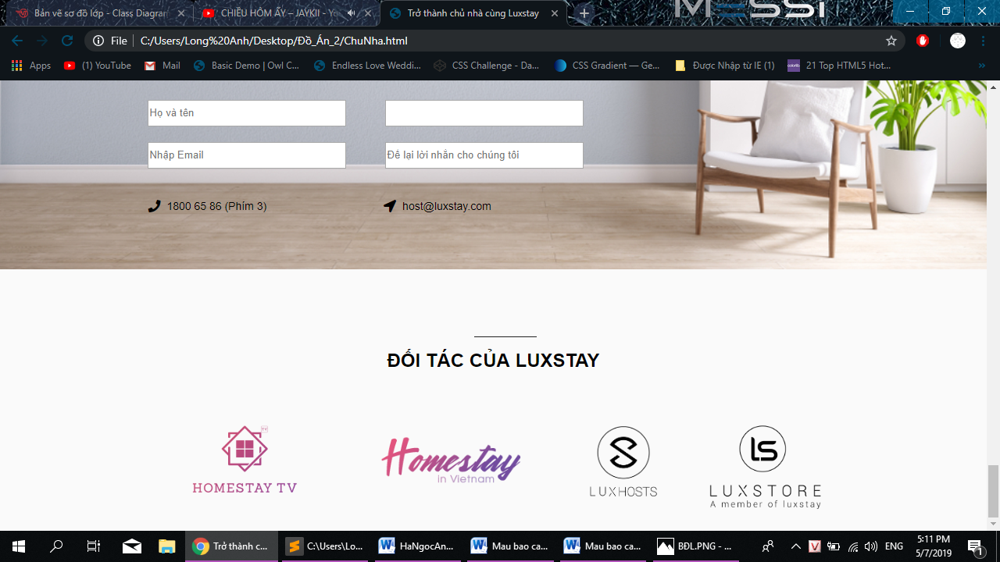 MESSI
Bản vẽ sơ đồ lớp - Class Diagram
CHIỀU HÔM ẤY – JAYKII - Yo
Trở thành chủ nhà cùng Luxstay
File
C:/Users/Long%20Anh/Desktop/Đồ_Án_2/ChuNha.html
Apps
(1) YouTube
Mail
Basic Demo | Owl C...
Endless Love Weddi...
CSS Challenge - Da...
CSS Gradient — Ge...
Được Nhập từ IE (1)
colorlib
21 Top HTML5 Hot...
»
Họ và tên
Nhập Email
Để lại lời nhắn cho chúng tôi
1800 65 86 (Phím 3)
host@luxstay.com
ĐỐI TÁC CỦA LUXSTAY
TV
HOMESTAY TV
Homestay
in Vietnam
LUXHOSTS
LS
LUXSTORE
A member of luxstay
Trở thành c...
C:\Users\Lo...
HaNgocAn...
Mau bao ca...
Mau bao ca...
BĐL.PNG - ...
V
ENG
5:11 PM
5/7/2019
1